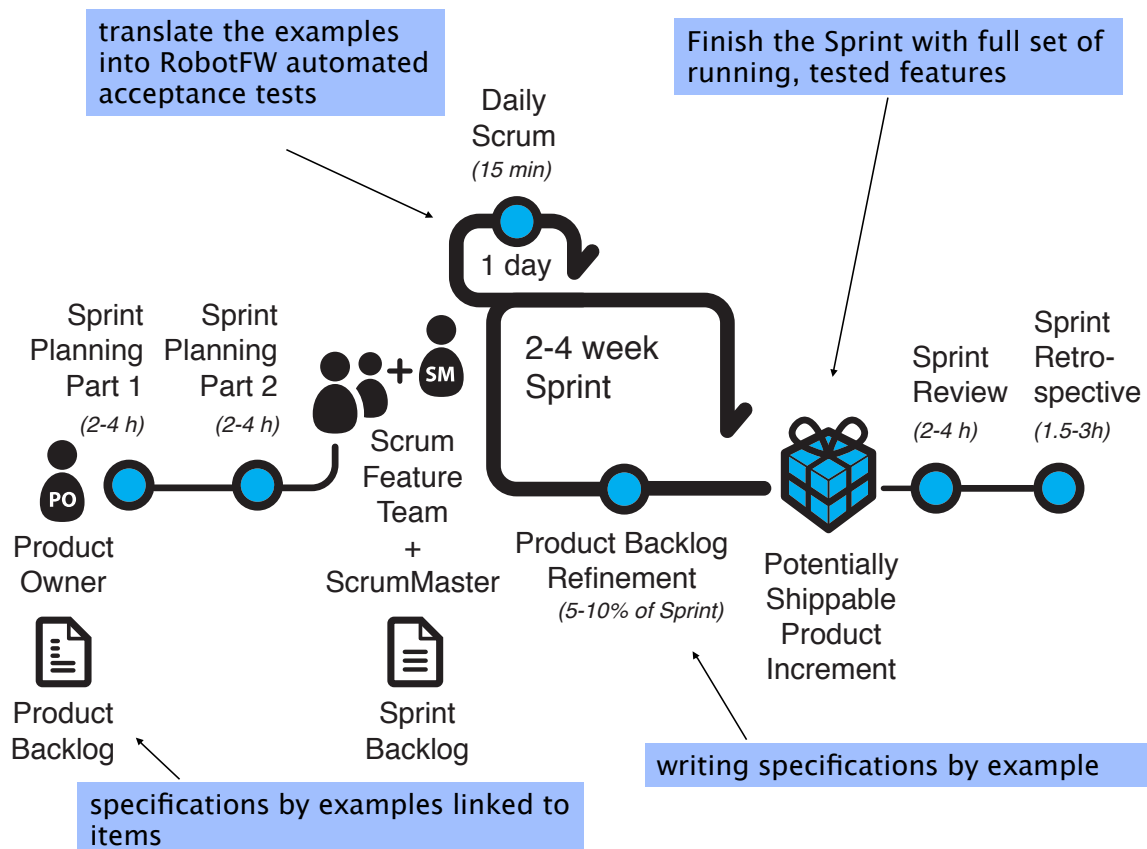 translate the examples
into RobotFW automated
acceptance tests
Finish the Sprint with full set of
running, tested features
Daily
Scrum
(15 min)
1 day
Sprint
Planning
Part 1
(2-4 h)
Sprint
Planning
Part 2
(2-4 h)
+
SM
2-4 week
Sprint
Sprint
Review
(2-4 h)
Sprint
Retro-
spective
(1.5-3h)
PO
Product
Owner
Scrum
Feature
Team
+
ScrumMaster
Product Backlog
Refinement
(5-10% of Sprint)
Potentially
Shippable
Product
Increment
Product
Backlog
Sprint
Backlog
writing specifications by example
specifications by examples linked to
items